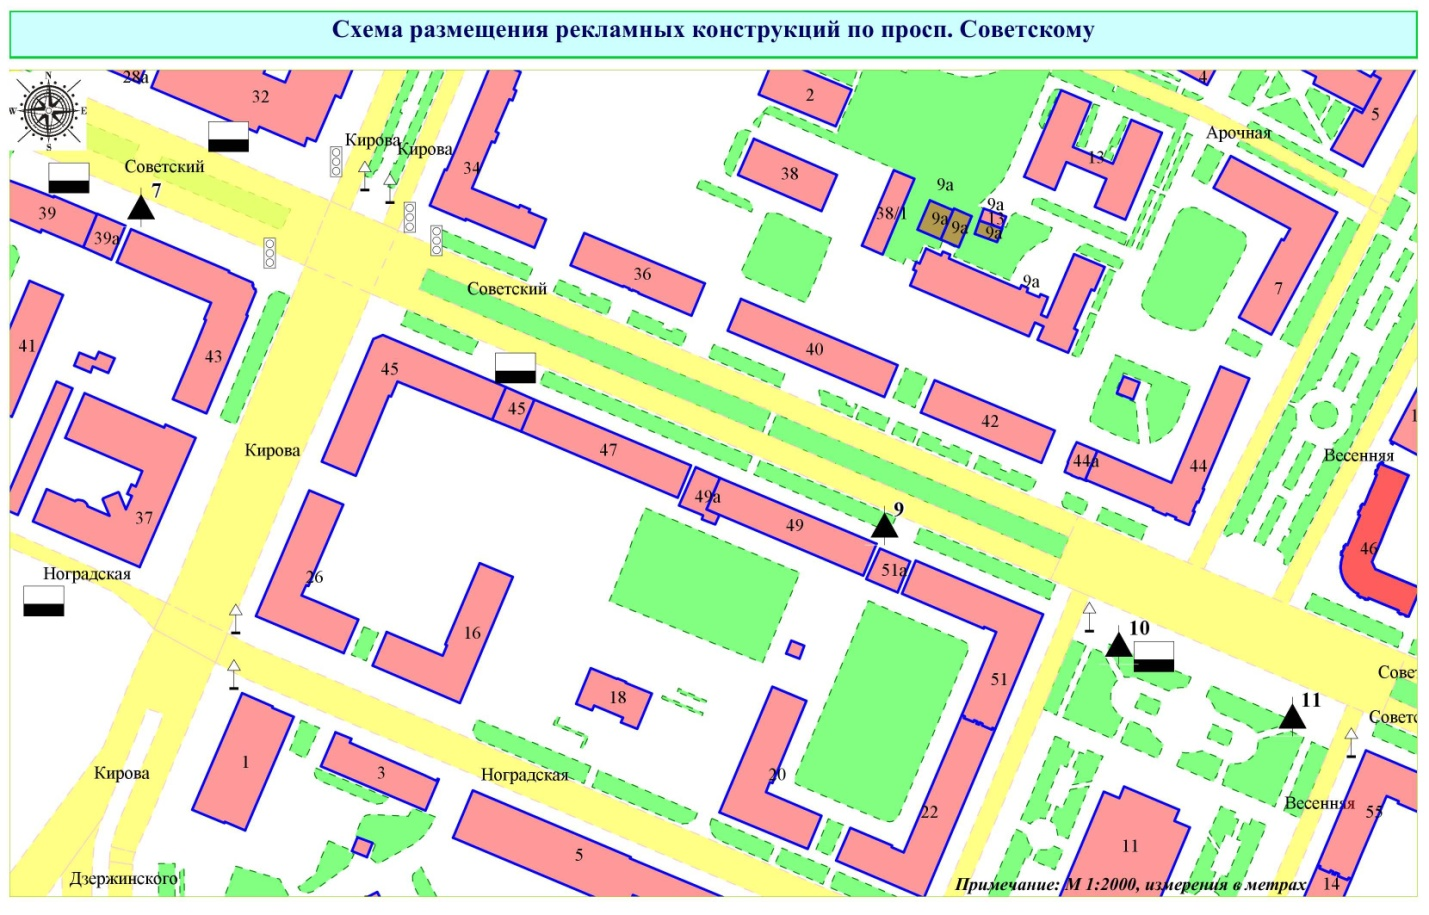 Схема размещения рекламных конструкций по просп. Советскому
28а
N
W
E
S
32
2
4
5
Кирова
Кирова
Арочная
Советский
7
34
38
13
9а
39
39а
38/1
9а
9а
9а
13
9а
36
Советский
9а
7
41
43
45
40
45
42
47
Кирова
44а
44
Весенняя
1
49а
49
9
37
46
Ноградская
26
51а
16
10
18
51
Совет
11
Советс
1
3
Кирова
Ноградская
20
22
Весенняя
55
5
11
Дзержинского
Примечание: М 1:2000, измерения в метрах
14